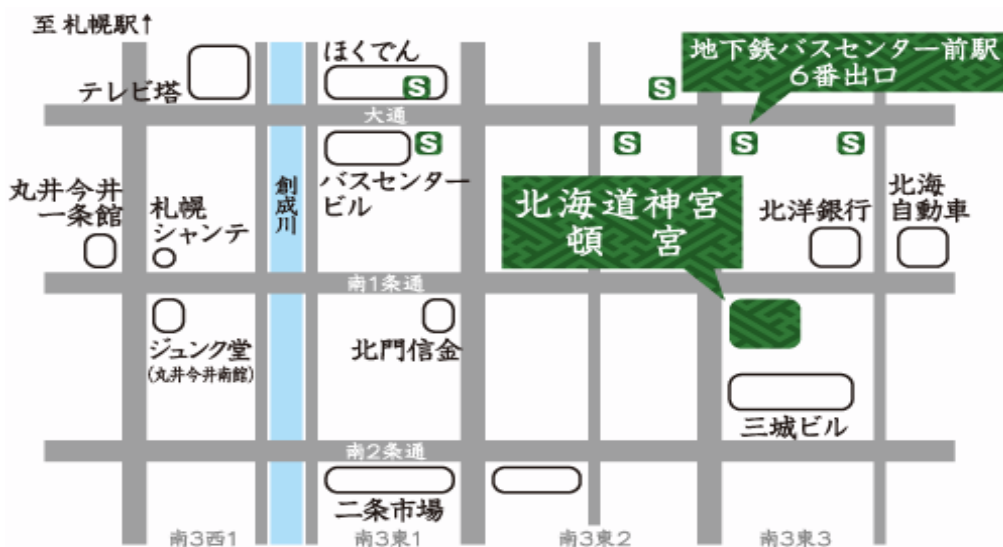 至 札幌駅↑
ほくでん
地下鉄バスセンター前駅
6番出口
テレビ塔
S
S
大通
S
S
S
S
丸井今井
一条館
札幌
シャンテ
創成川
バスセンター
ビル
北海道神宮
頓 宮
北洋銀行
北海
自動車
南1条通
ジュンク堂
(丸井今井南館)
北門信金
三城ビル
南2条通
二条市場
南3西1
南3東1
南3東2
南3東3